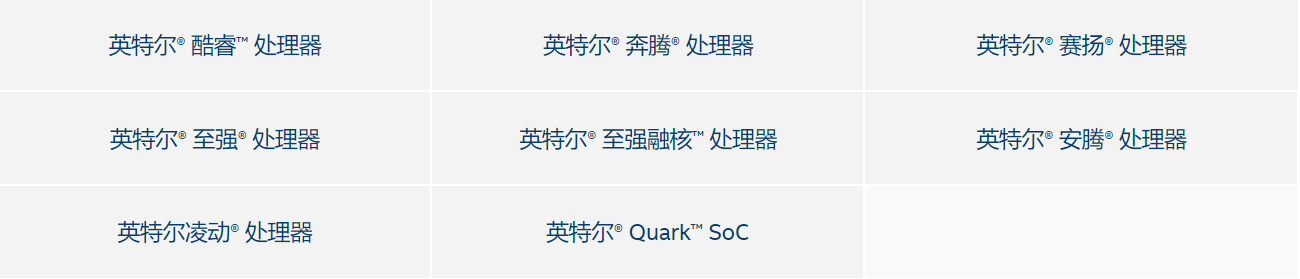 英特尔® 酷睿™ 处理器
英特尔® 奔腾® 处理器
英特尔® 赛扬® 处理器
英特尔® 至强® 处理器
英特尔® 至强融核™ 处理器
英特尔® 安腾® 处理器
英特尔凌动® 处理器
英特尔® Quark™ SoC